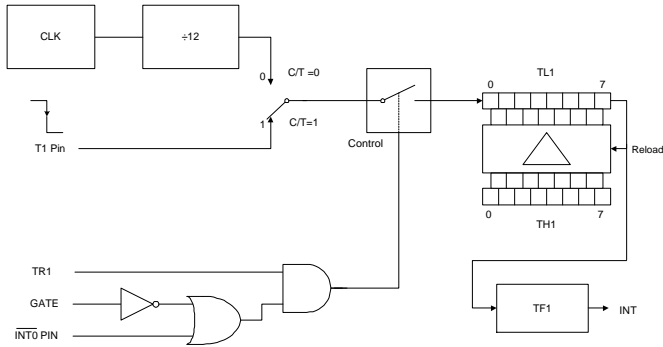 CLK
÷12
TL1
0
C/T =0
0
7
1
C/T=1
T1 Pin
Control
Reload
0
7
TH1
TR1
GATE
TF1
INT
I̅N̅T̅0̅ PIN